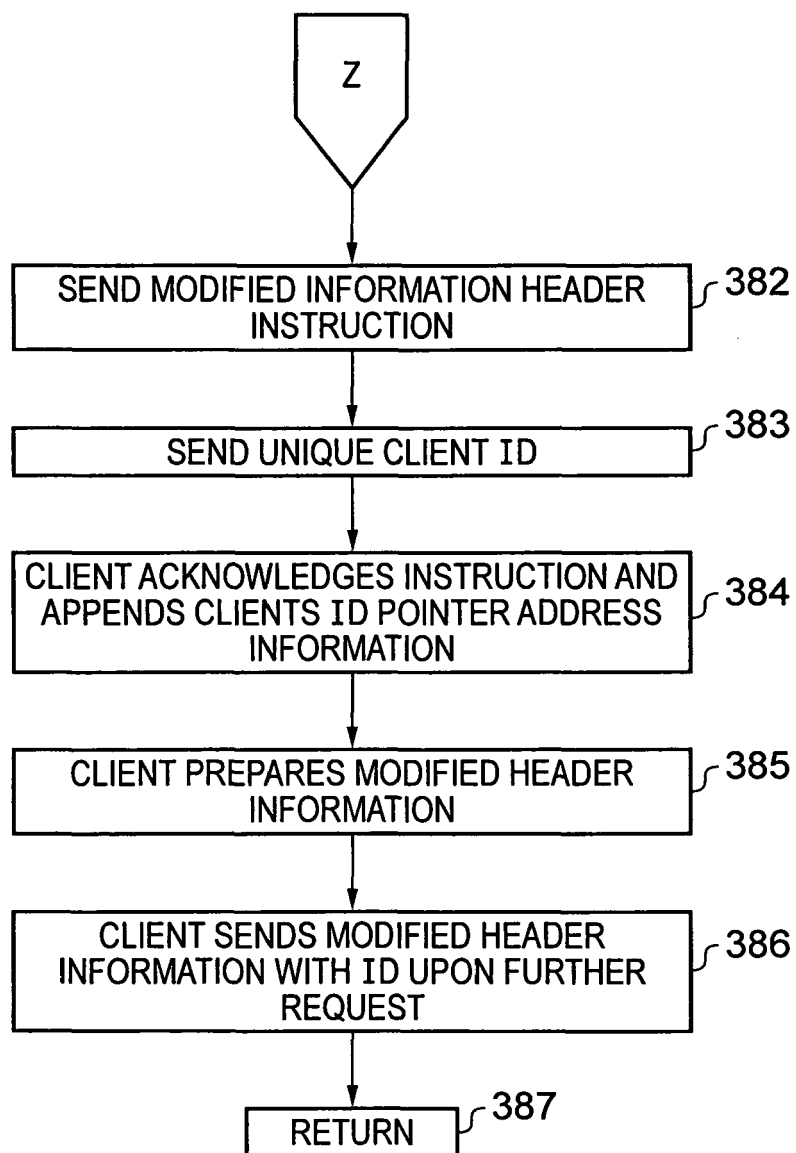 Z
SEND MODIFIED INFORMATION HEADER
INSTRUCTION
382
SEND UNIQUE CLIENT ID
383
CLIENT ACKNOWLEDGES INSTRUCTION AND
APPENDS CLIENTS ID POINTER ADDRESS
INFORMATION
384
CLIENT PREPARES MODIFIED HEADER
INFORMATION
385
CLIENT SENDS MODIFIED HEADER
INFORMATION WITH ID UPON FURTHER
REQUEST
386
RETURN
387